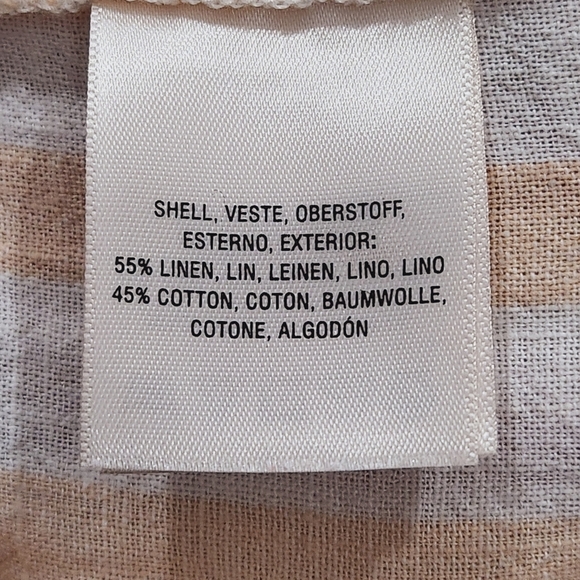 SHELL, VESTE, OBERSTOFF,
ESTERNO, EXTERIOR:
55% LINEN, LIN, LEINEN, LINO, LINO
45% COTTON, COTON, BAUMWOLLE,
COTONE, ALGODÓN